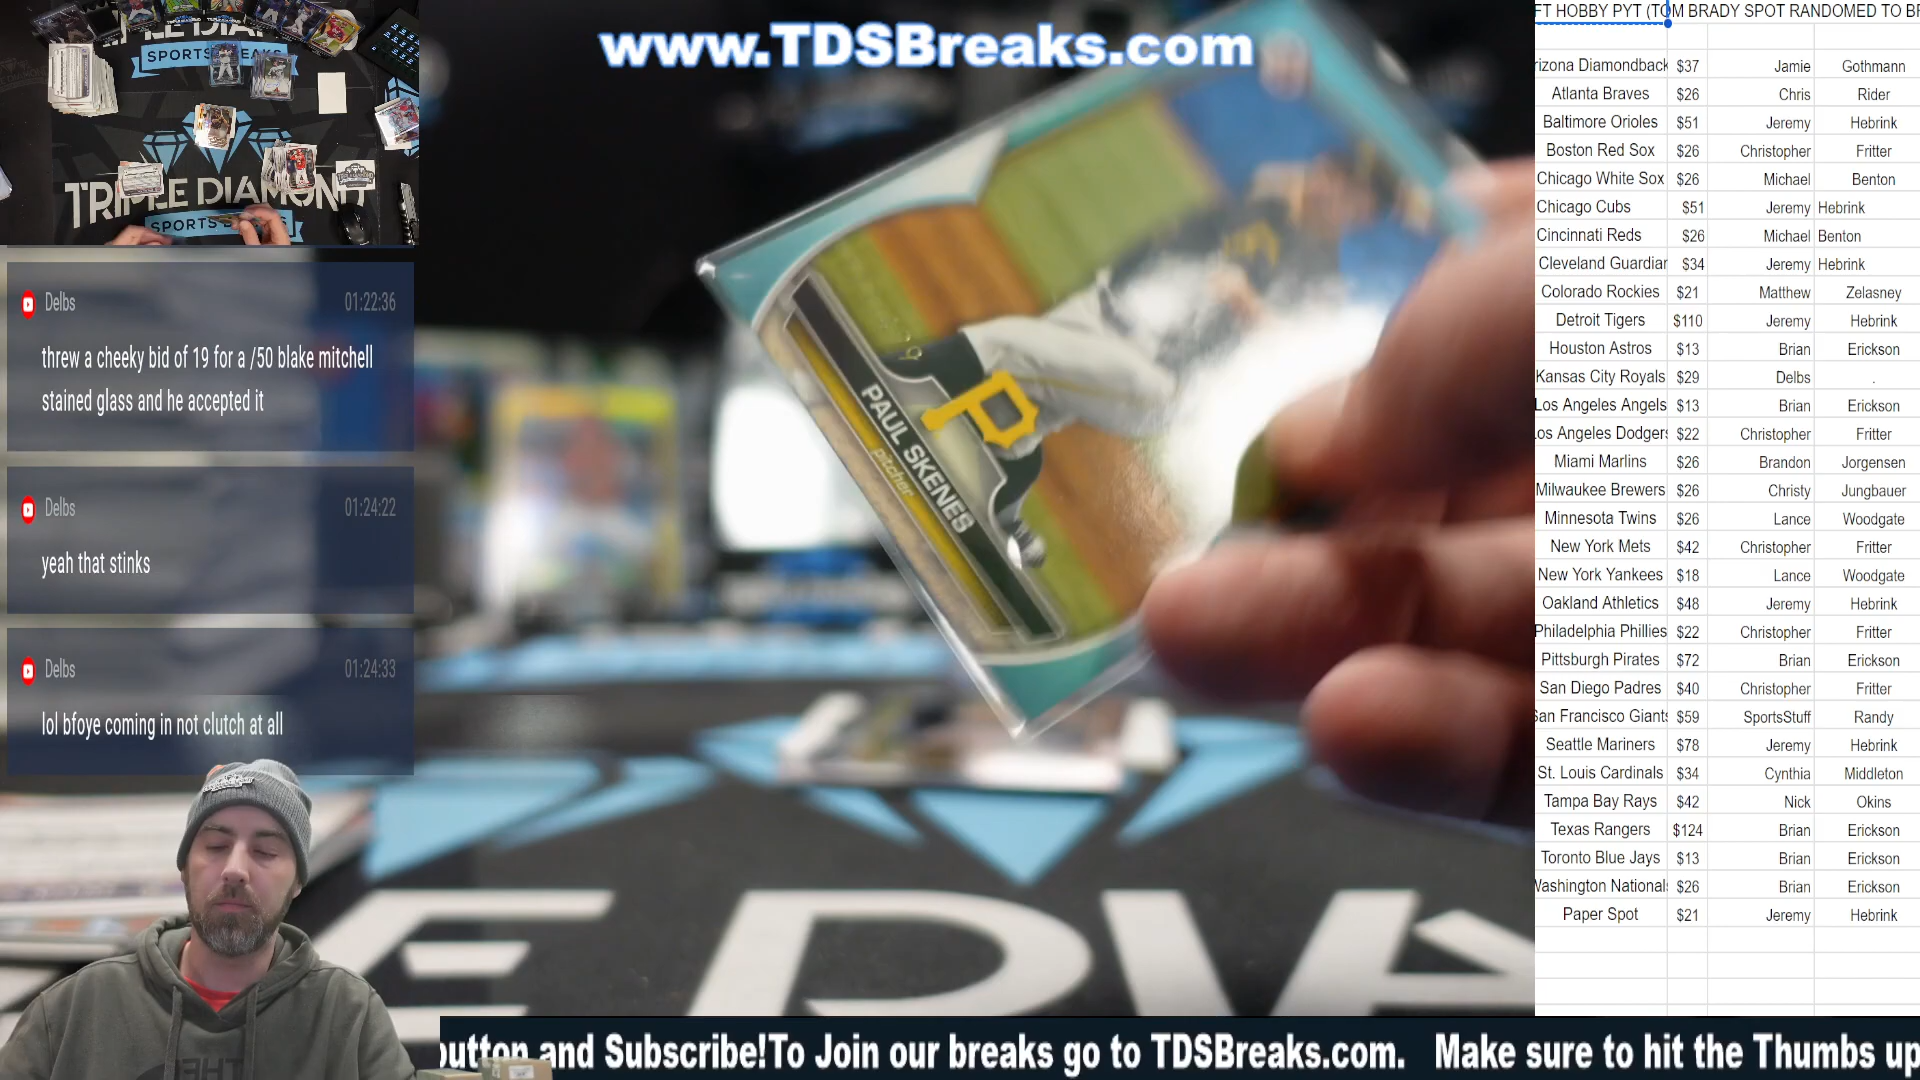 www.TDSBreaks.com
FT HOBBY PYT (TOM BRADY SPOT RANDOMED TO
TRIPLE DIAMOND
SPORTS BREAKS
Delbs 01:22:36
threw a cheeky bid of 19 for a /50 blake mitchell
stained glass and he accepted it
Delbs 01:24:22
yeah that stinks
Delbs 01:24:33
lol bfoye coming in not clutch at all
P
PAUL SKENES
pitcher
rizona Diamondback $37 Jamie Gothmann
Atlanta Braves $26 Chris Rider
Baltimore Orioles $51 Jeremy Hebrink
Boston Red Sox $26 Christopher Fritter
Chicago White Sox $26 Michael Benton
Chicago Cubs $51 Jeremy Hebrink
Cincinnati Reds $26 Michael Benton
Cleveland Guardian $34 Jeremy Hebrink
Colorado Rockies $21 Matthew Zelasney
Detroit Tigers $110 Jeremy Hebrink
Houston Astros $13 Brian Erickson
Kansas City Royals $29 Delbs .
Los Angeles Angels $13 Brian Erickson
os Angeles Dodgers $22 Christopher Fritter
Miami Marlins $26 Brandon Jorgensen
Milwaukee Brewers $26 Christy Jungbauer
Minnesota Twins $26 Lance Woodgate
New York Mets $42 Christopher Fritter
New York Yankees $18 Lance Woodgate
Oakland Athletics $48 Jeremy Hebrink
Philadelphia Phillies $22 Christopher Fritter
Pittsburgh Pirates $72 Brian Erickson
San Diego Padres $40 Christopher Fritter
San Francisco Giants $59 SportsStuff Randy
Seattle Mariners $78 Jeremy Hebrink
St. Louis Cardinals $34 Cynthia Middleton
Tampa Bay Rays $42 Nick Okins
Texas Rangers $124 Brian Erickson
Toronto Blue Jays $13 Brian Erickson
Washington Nationals $26 Brian Erickson
Paper Spot $21 Jeremy Hebrink
button and Subscribe!To Join our breaks go to TDSBreaks.com. Make sure to hit the Thumbs up